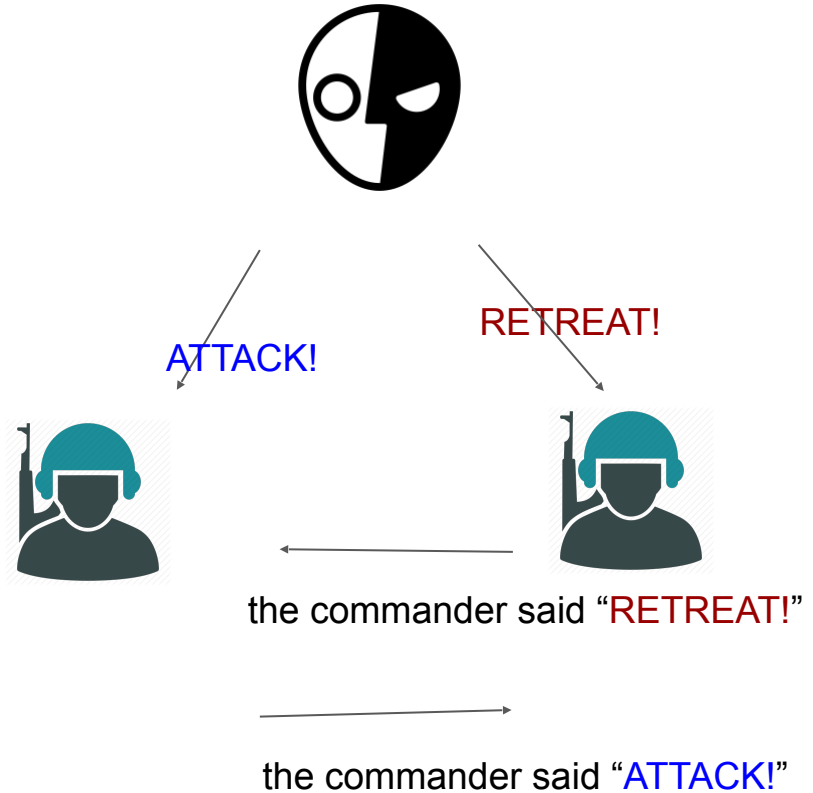 RETREAT!
ATTACK!
the commander said “RETREAT!”
the commander said “ATTACK!”